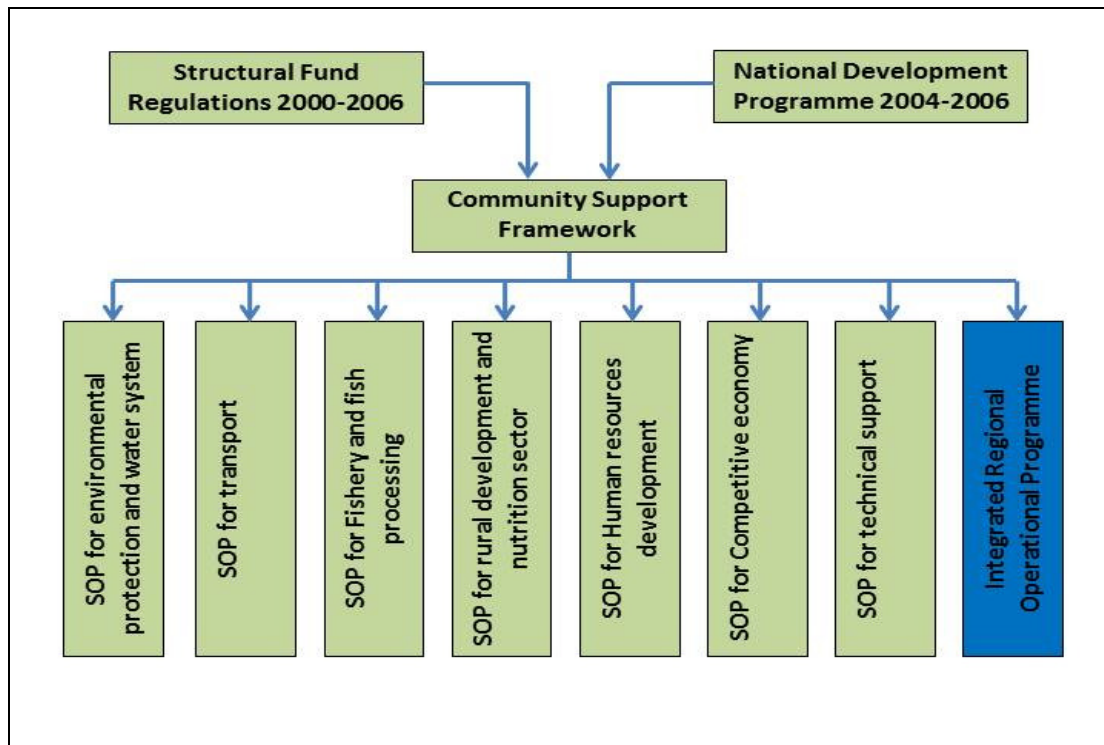 Structural Fund
Regulations 2000-2006
National Development
Programme 2004-2006
Community Support
Framework
SOP for environmental
protection and water system
SOP for transport
SOP for Fishery and fish
processing
SOP for rural development and
nutrition sector
SOP for Human resources
development
SOP for Competitive economy
SOP for technical support
Integrated Regional
Operational Programme